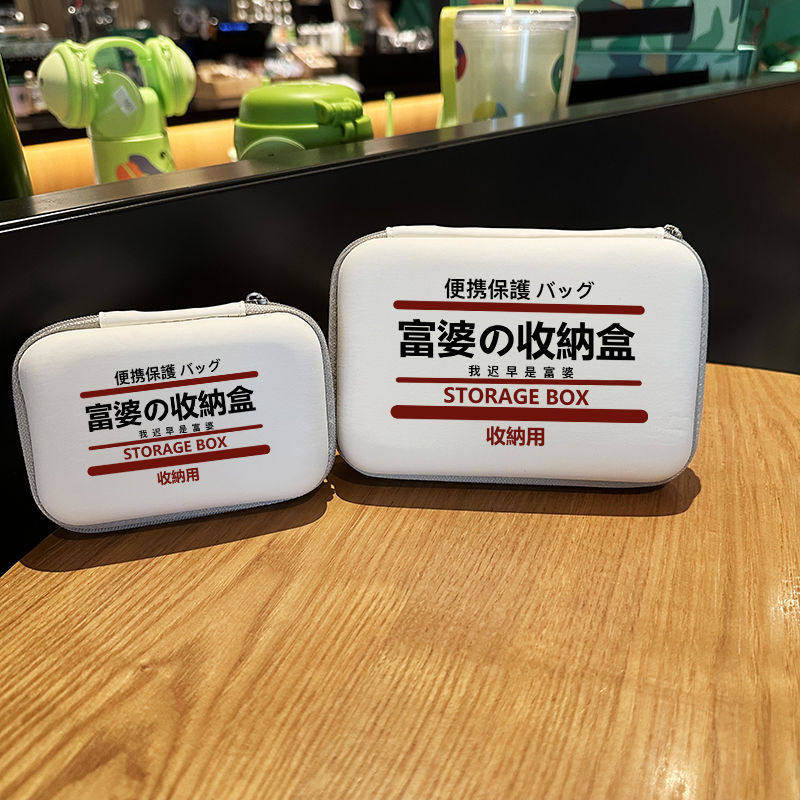 便携保護 バッグ
富婆の収納盒
我迟早是富婆
STORAGE BOX
收納用
便携保護 バッグ
富婆の收納盒
我迟早是富婆
STORAGE BOX
收納用